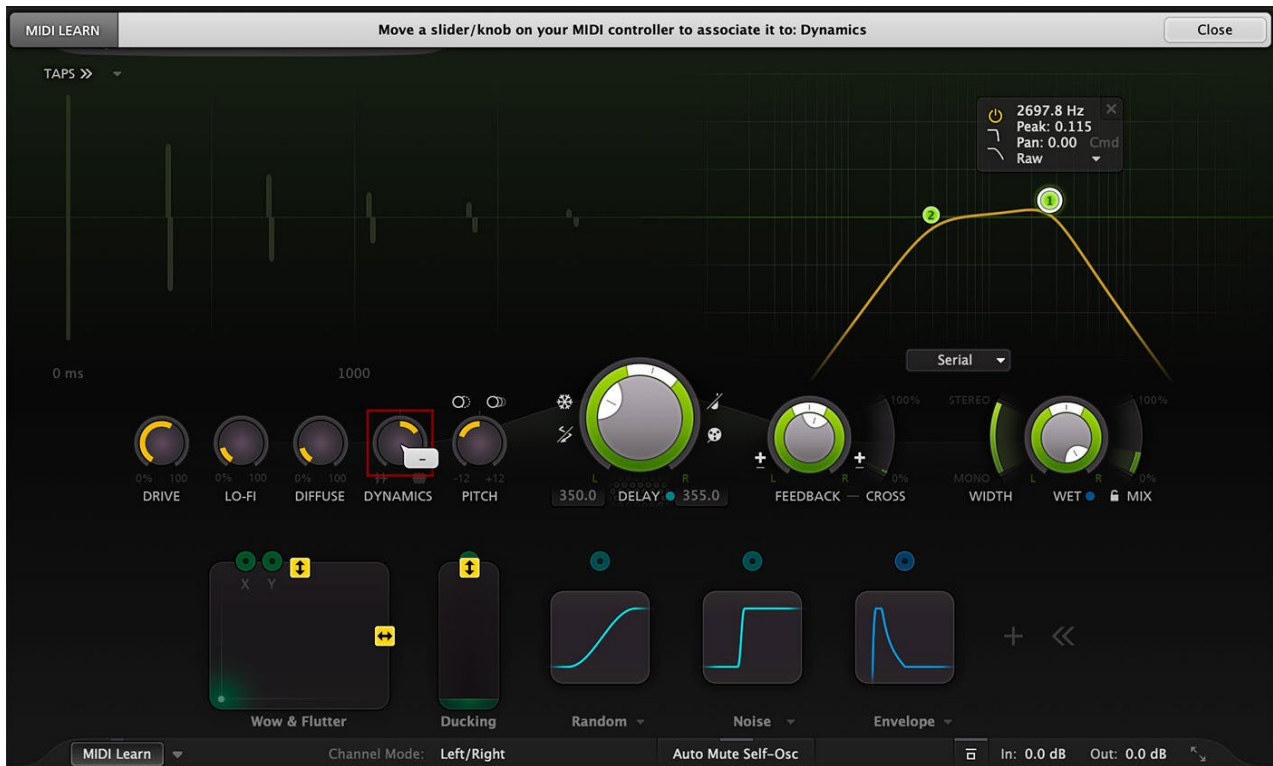 MIDI LEARN
Move a slider/knob on your MIDI controller to associate it to: Dynamics
Close
TAPS
2697.8 Hz
Peak: 0.115
Pan: 0.00 Cmd
Raw
1
2
Serial
0 ms 1000
100% STEREO 100%
0% 100 0% 100 0% 100 -12 +12 L R L R 0% MONO L R 0%
DRIVE LO-FI DIFFUSE DYNAMICS PITCH 350.0 DELAY 355.0 FEEDBACK — CROSS WIDTH WET MIX
X Y
Wow & Flutter Ducking Random Noise Envelope
MIDI Learn Channel Mode: Left/Right Auto Mute Self-Osc In: 0.0 dB Out: 0.0 dB